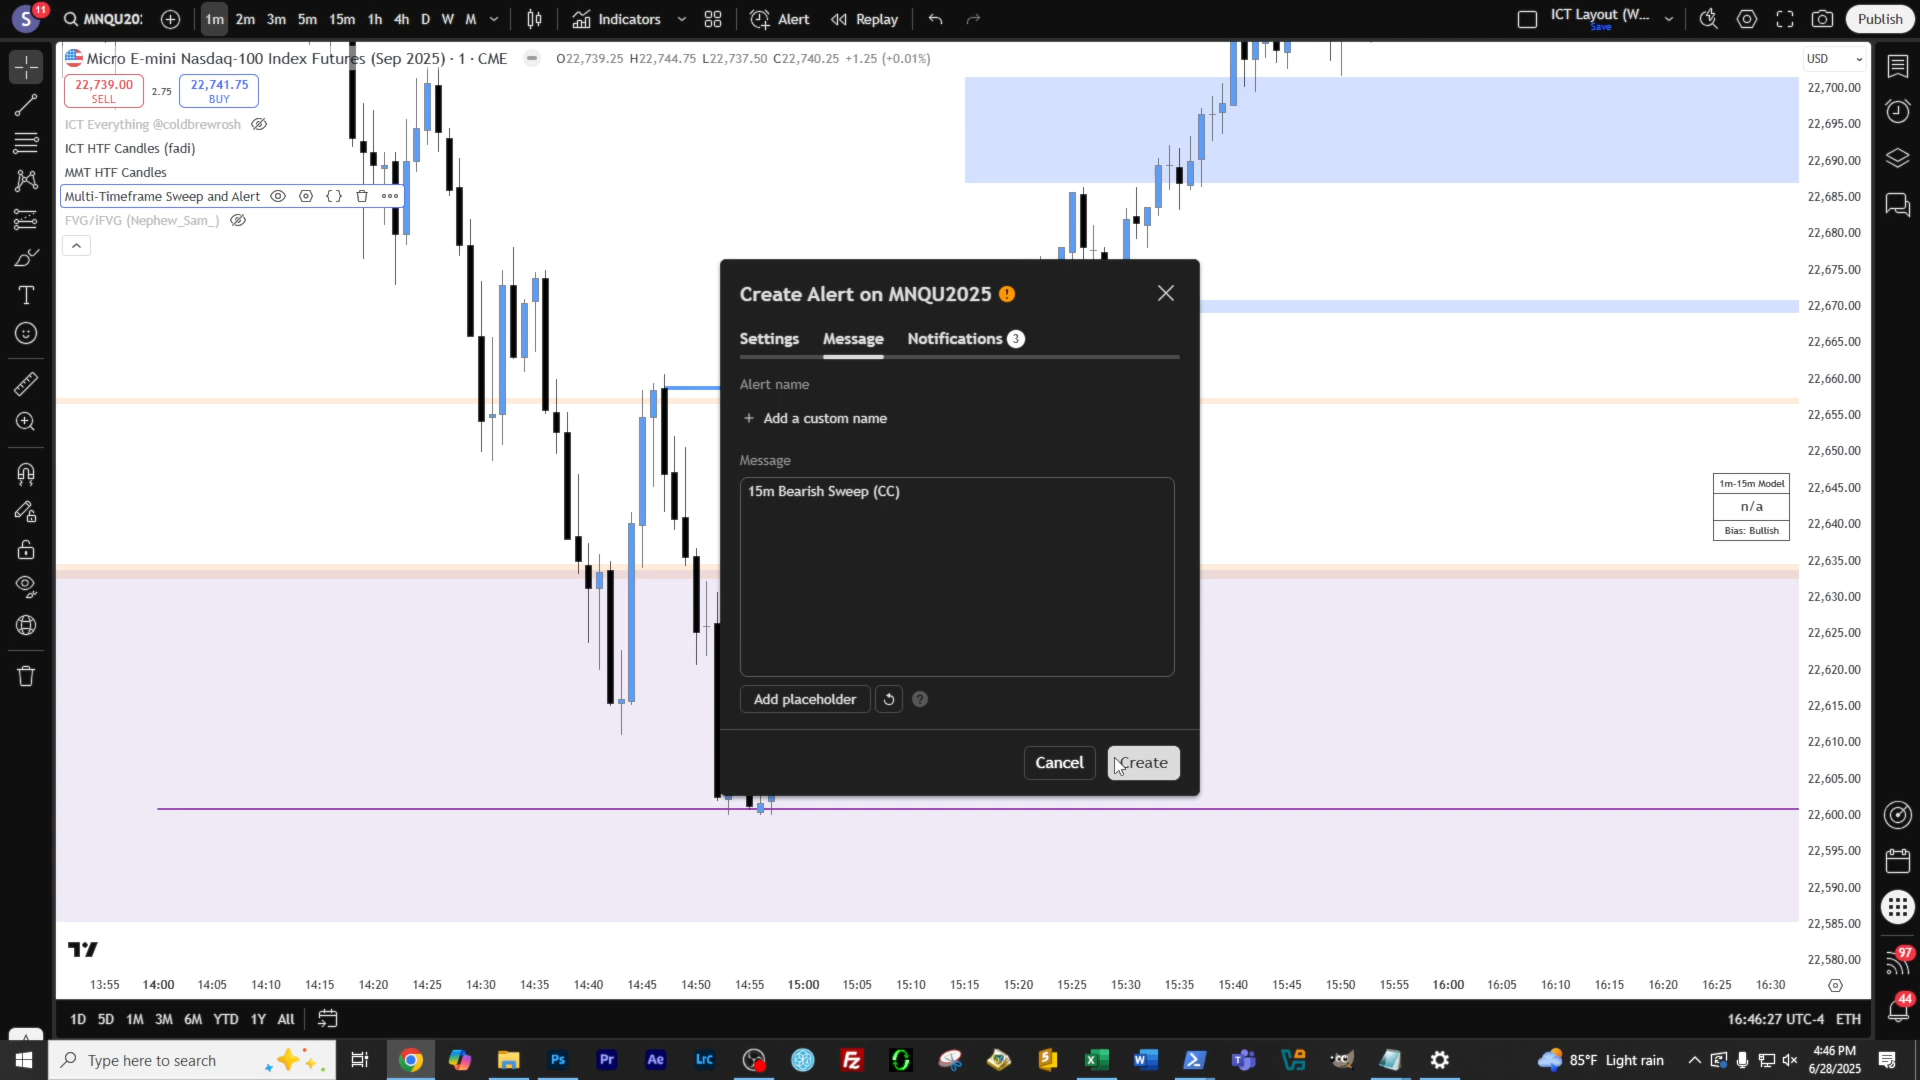 S
11
MNQU20:
1m 2m 3m 5m 15m 1h 4h D W M
Indicators
Alert
Replay
ICT Layout (W...
Save
Publish
Micro E-mini Nasdaq-100 Index Futures (Sep 2025) · 1 · CME
O22,739.25 H22,744.75 L22,737.50 C22,740.25 +1.25 (+0.01%)
22,739.00
SELL
2.75
22,741.75
BUY
ICT Everything @coldbrewrosh
ICT HTF Candles (fadi)
MMT HTF Candles
Multi-Timeframe Sweep and Alert
FVG/iFVG (Nephew_Sam_)
USD
22,700.00
22,695.00
22,690.00
22,685.00
22,680.00
22,675.00
22,670.00
22,665.00
22,660.00
22,655.00
22,650.00
22,645.00
22,640.00
22,635.00
22,630.00
22,625.00
22,620.00
22,615.00
22,610.00
22,605.00
22,600.00
22,595.00
22,590.00
22,585.00
22,580.00
Create Alert on MNQU2025
Settings
Message
Notifications 3
Alert name
+ Add a custom name
Message
15m Bearish Sweep (CC)
Add placeholder
Cancel
Create
1m-15m Model
n/a
Bias: Bullish
13:55 14:00 14:05 14:10 14:15 14:20 14:25 14:30 14:35 14:40 14:45 14:50 14:55 15:00 15:05 15:10 15:15 15:20 15:25 15:30 15:35 15:40 15:45 15:50 15:55 16:00 16:05 16:10 16:15 16:20 16:25 16:30
97
44
1D 5D 1M 3M 6M YTD 1Y All
16:46:27 UTC-4 ETH
Type here to search
Ps
Pr
Ae
Lrc
85°F Light rain
4:46 PM
6/28/2025